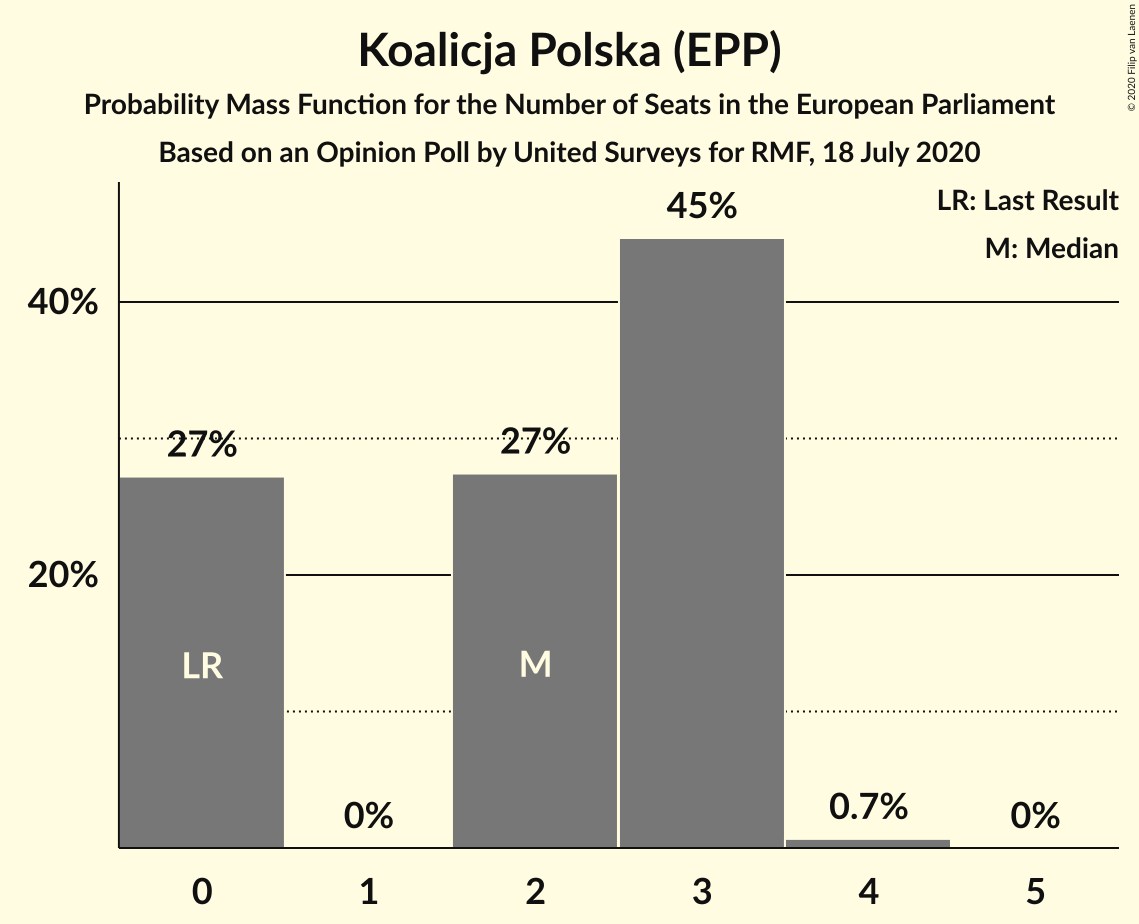 Koalicja Polska (EPP)
Probability Mass Function for the Number of Seats in the European Parliament
Based on an Opinion Poll by United Surveys for RMF, 18 July 2020
© 2020 Filip van Laenen
LR: Last Result
M: Median
45%
40%
27%
27%
20%
LR
M
0%
0.7%
0%
0
1
2
3
4
5